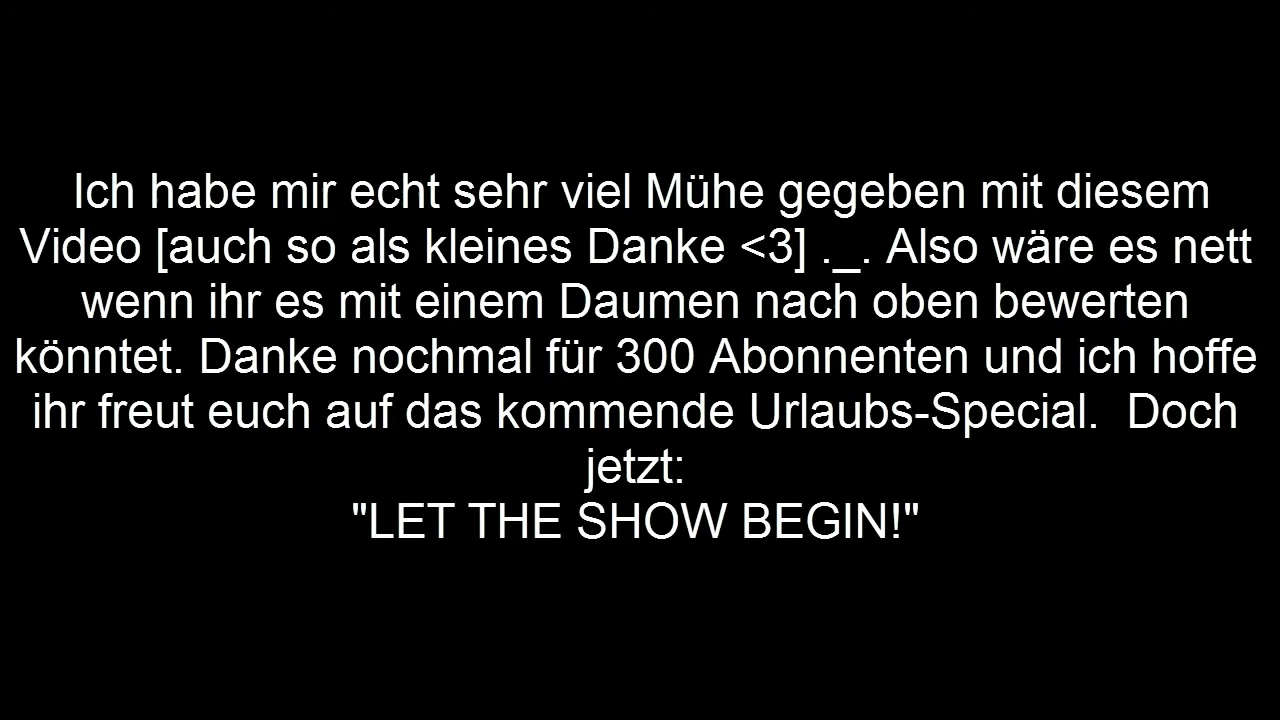 Ich habe mir echt sehr viel Mühe gegeben mit diesem
Video [auch so als kleines Danke <3] ._. Also wäre es nett
wenn ihr es mit einem Daumen nach oben bewerten
könntet. Danke nochmal für 300 Abonnenten und ich hoffe
ihr freut euch auf das kommende Urlaubs-Special.  Doch
jetzt:
"LET THE SHOW BEGIN!"